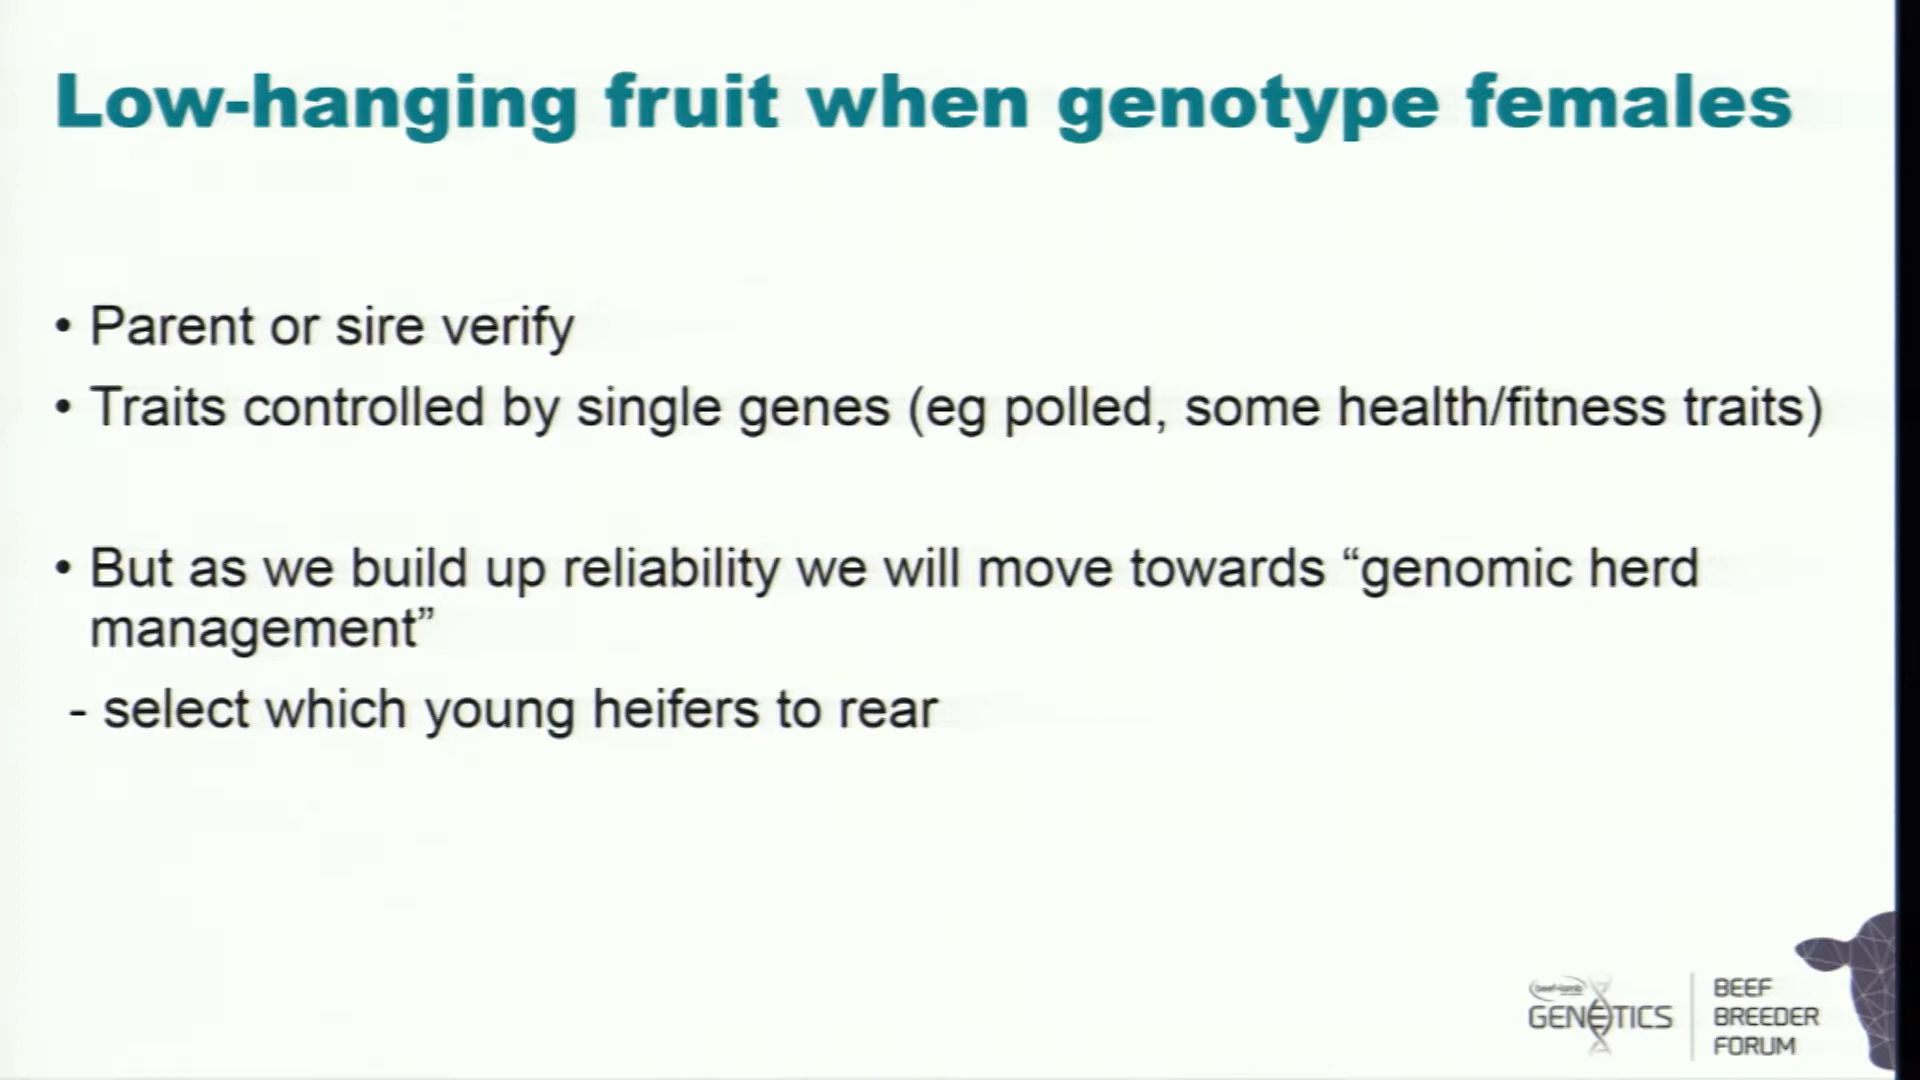 Low-hanging fruit when genotype females
• Parent or sire verify
• Traits controlled by single genes (eg polled, some health/fitness traits)
• But as we build up reliability we will move towards “genomic herd
management”
- select which young heifers to rear
beef+lamb
GENETICS
BEEF
BREEDER
FORUM